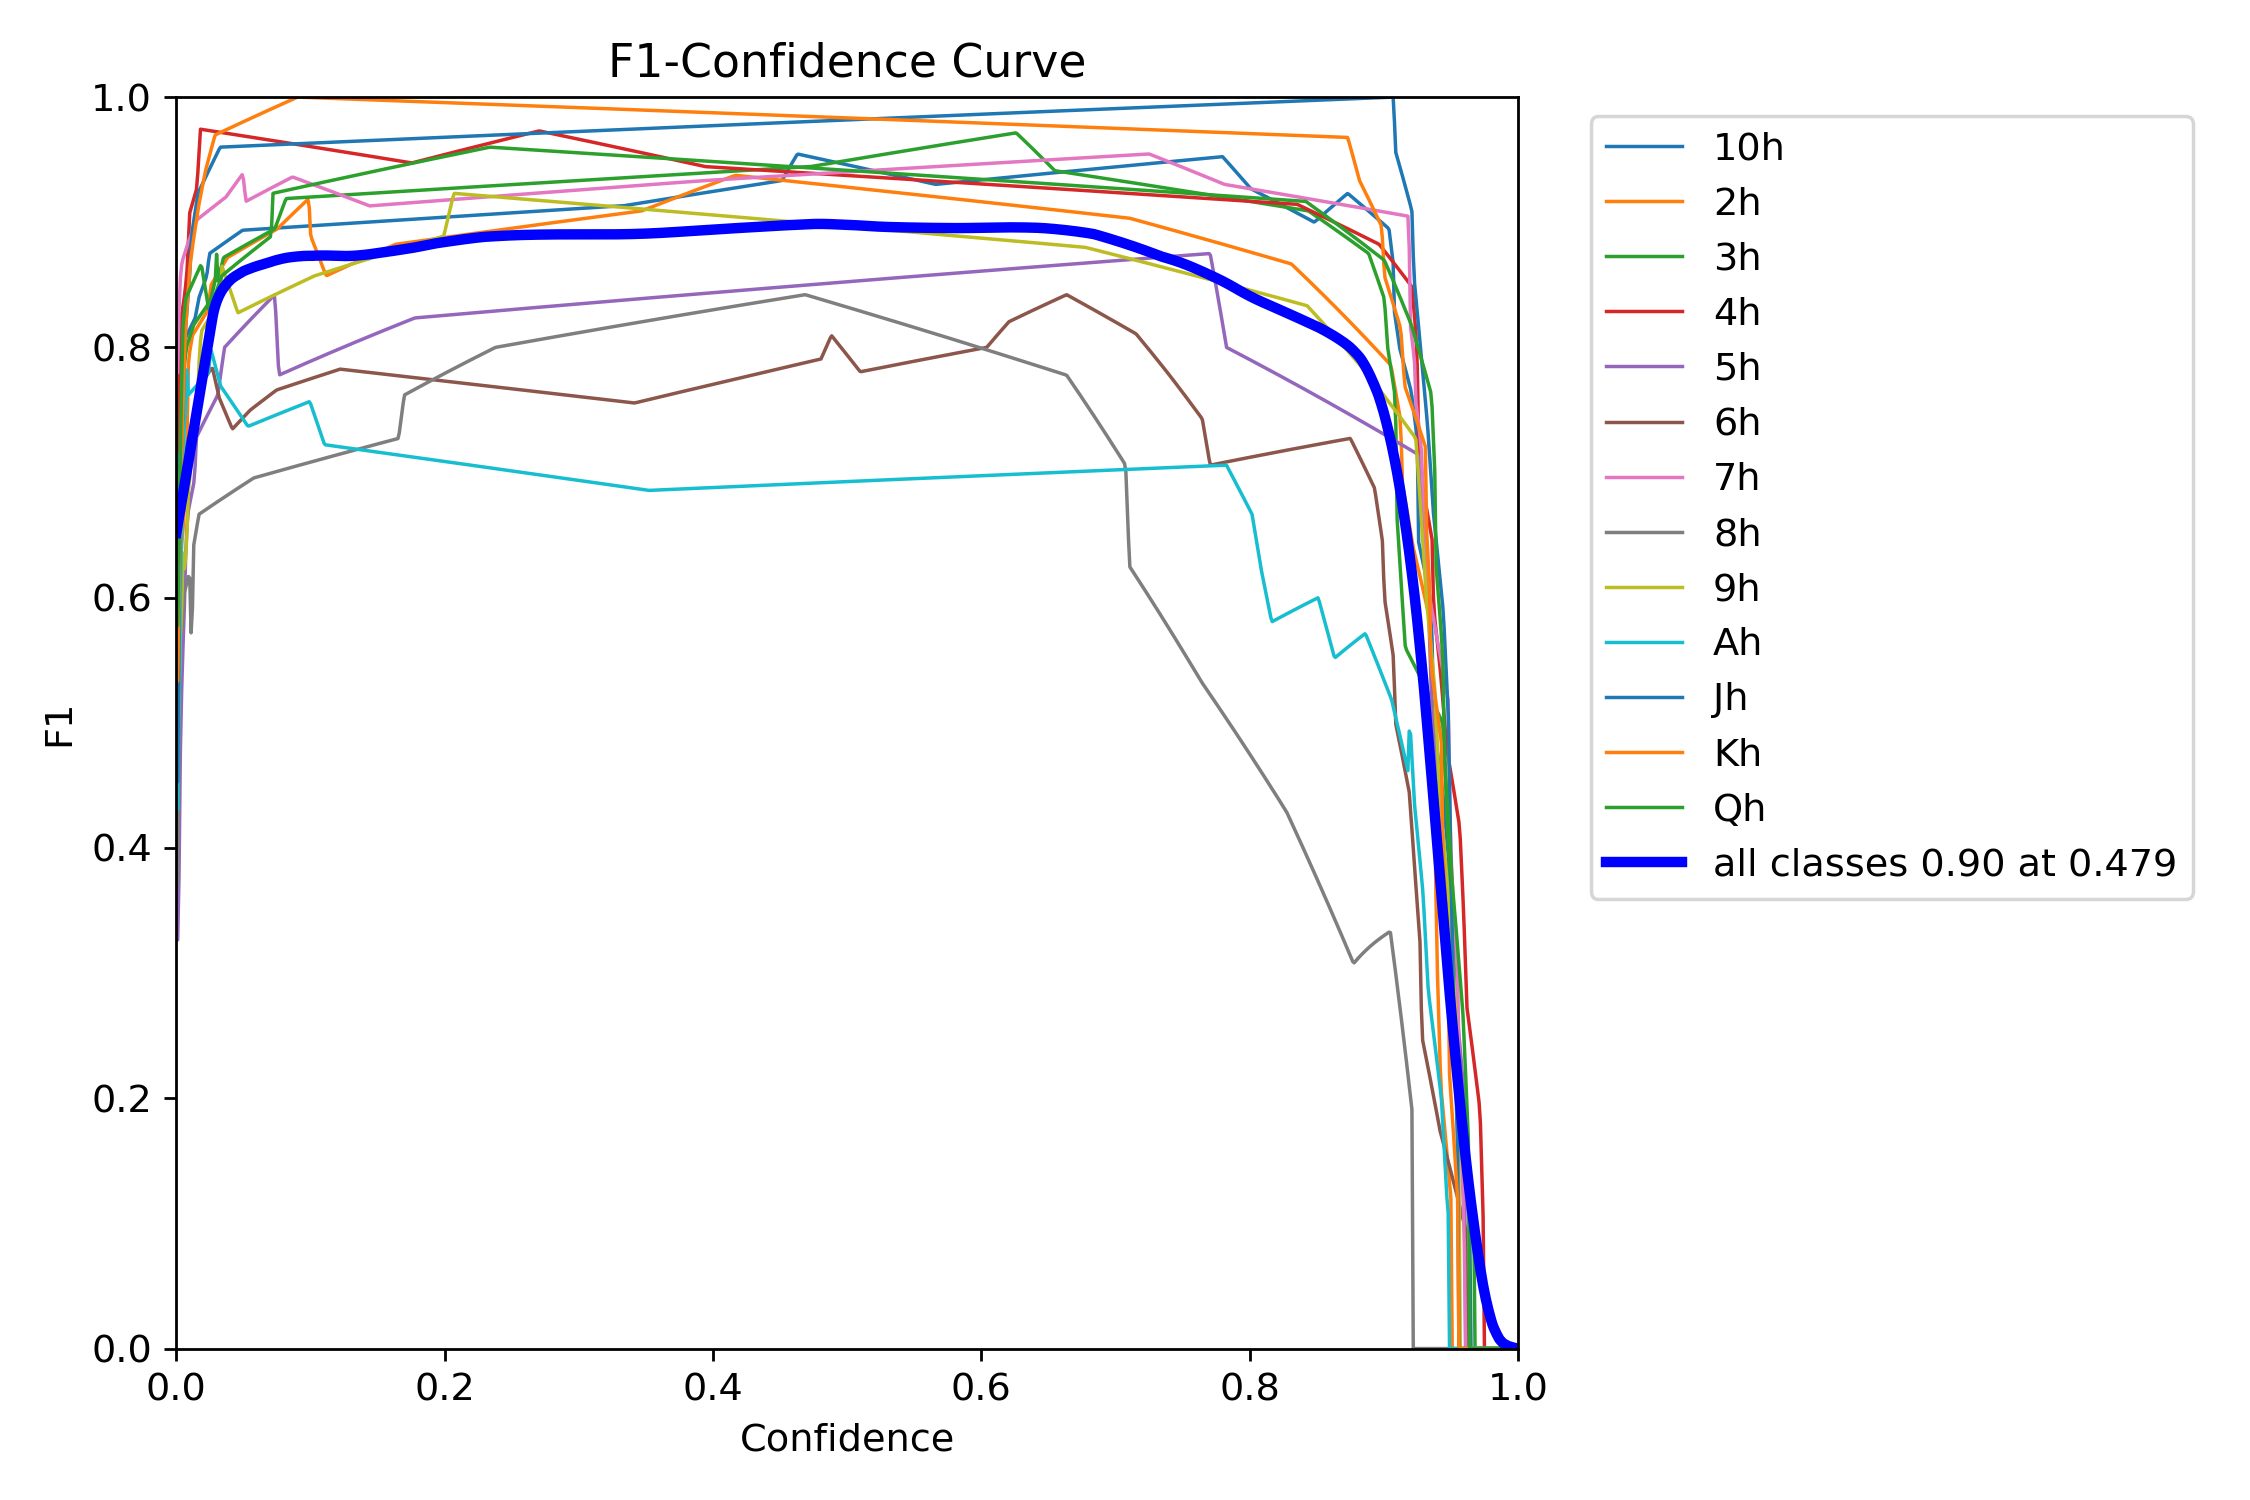 F1-Confidence Curve
1.0
0.8
0.6
0.4
0.2
0.0
F1
0.0 0.2 0.4 0.6 0.8 1.0
Confidence
10h
2h
3h
4h
5h
6h
7h
8h
9h
Ah
Jh
Kh
Qh
all classes 0.90 at 0.479